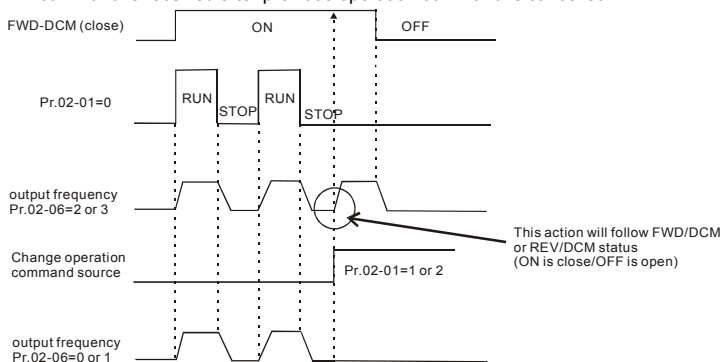 FWD-DCM (close)
ON
OFF
Pr.02-01=0
RUN
STOP
RUN
STOP
output frequency
Pr.02-06=2 or 3
This action will follow FWD/DCM
or REV/DCM status
(ON is close/OFF is open)
Change operation
command source
Pr.02-01=1 or 2
output frequency
Pr.02-06=0 or 1